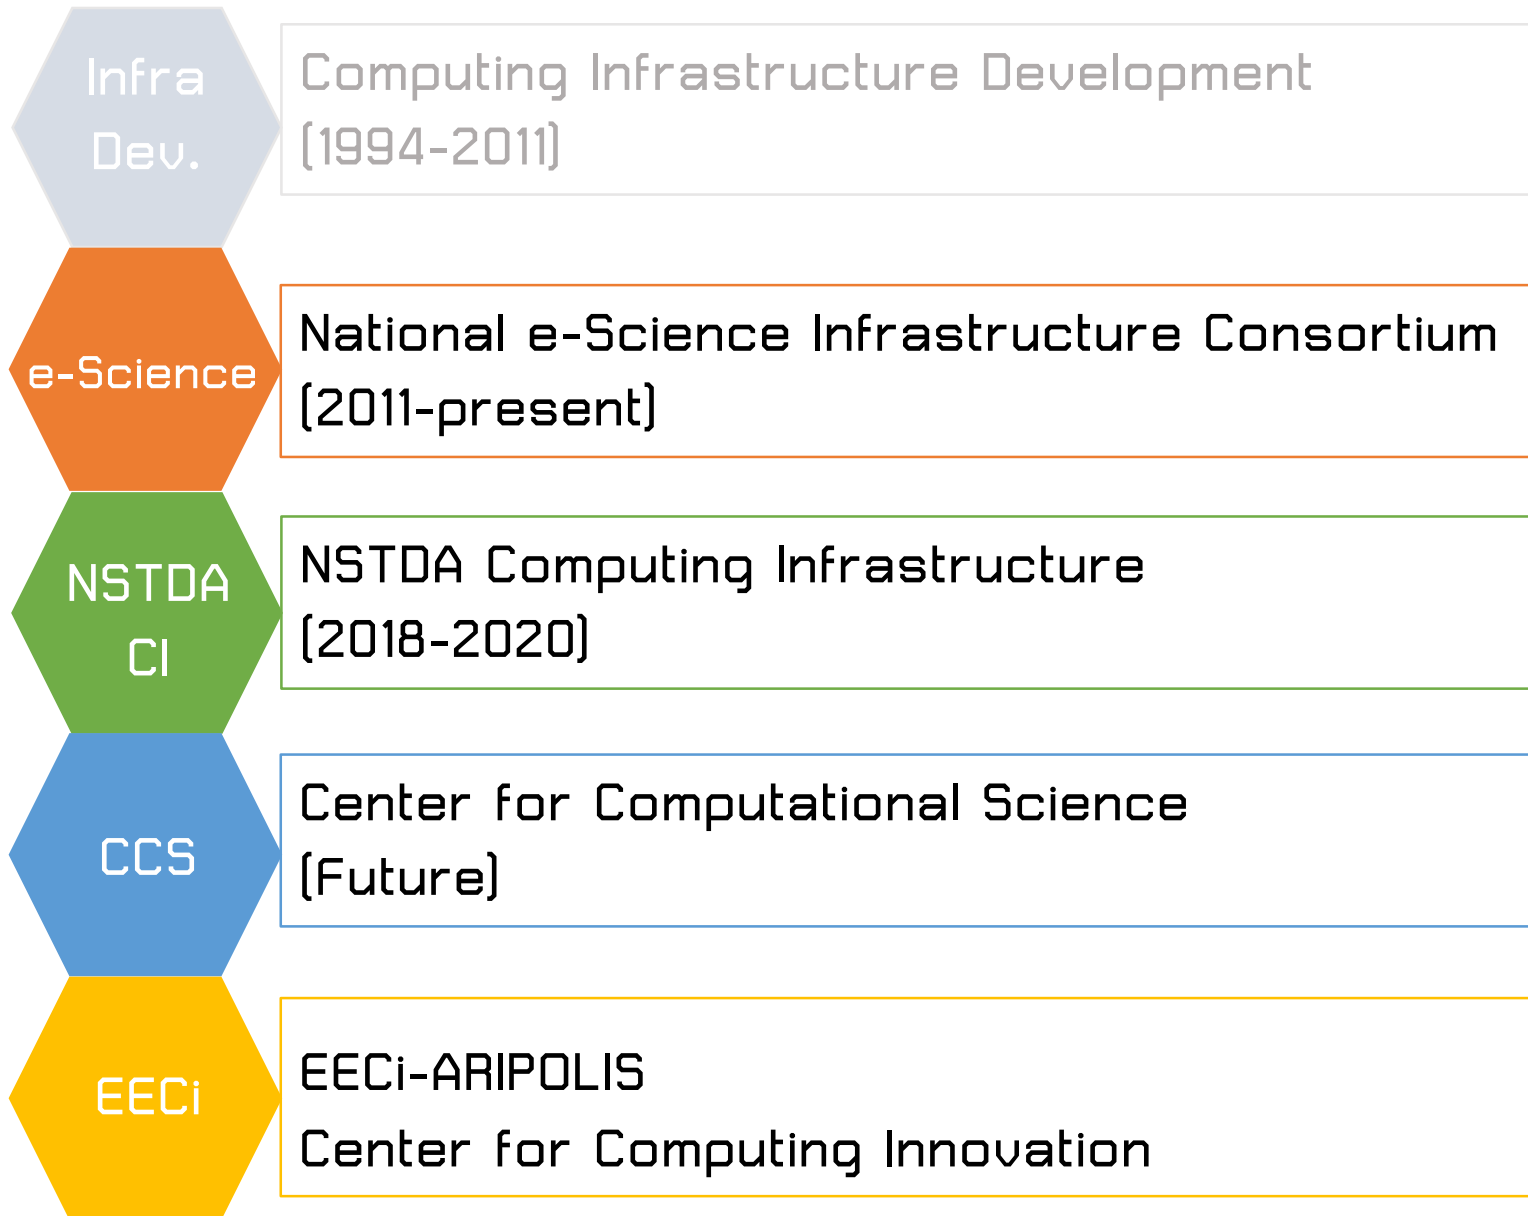 Infra
Dev.
Computing Infrastructure Development
(1994-2011)
e-Science
National e-Science Infrastructure Consortium
(2011-present)
NSTDA
CI
NSTDA Computing Infrastructure
(2018-2020)
CCS
Center for Computational Science
(Future)
EECi
EECi-ARIPOLIS
Center for Computing Innovation